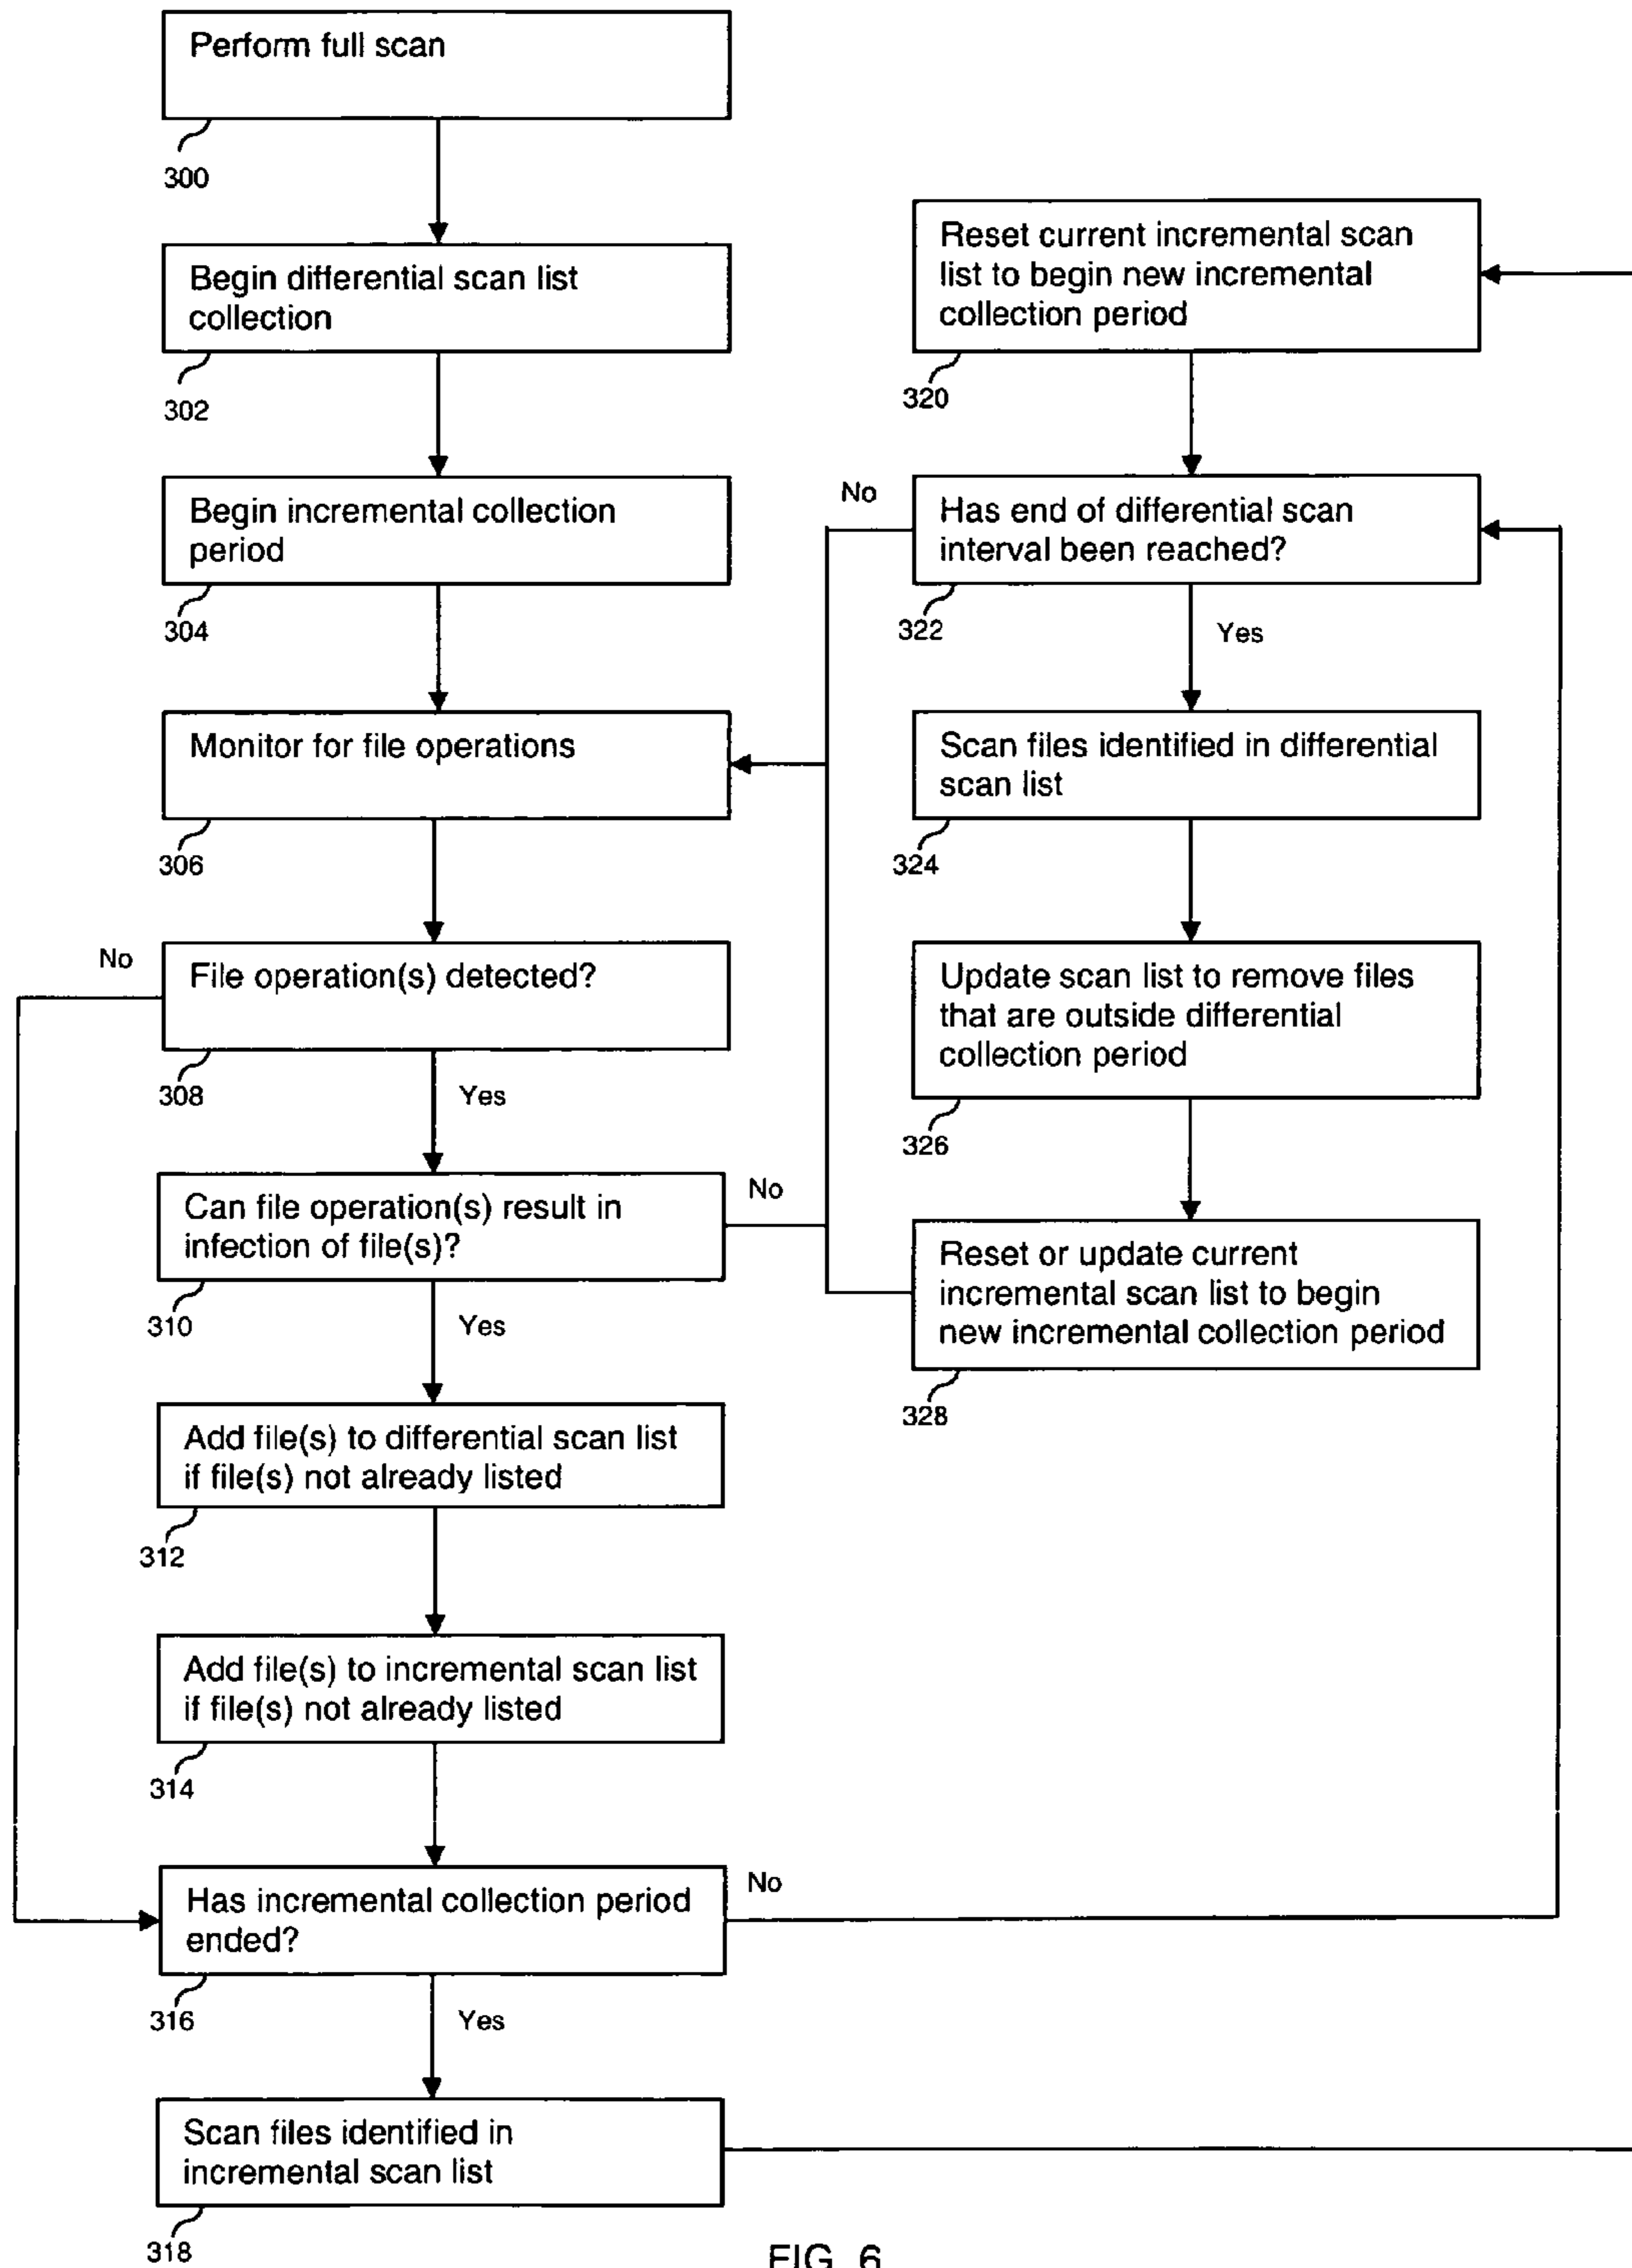 Perform full scan
300
Begin differential scan list
collection
302
Begin incremental collection
period
304
Monitor for file operations
306
No
File operation(s) detected?
308
Yes
Can file operation(s) result in
infection of file(s)?
No
310
Yes
Add file(s) to differential scan list
if file(s) not already listed
312
Add file(s) to incremental scan list
if file(s) not already listed
314
Has incremental collection period
ended?
No
316
Yes
Scan files identified in
incremental scan list
318
Reset current incremental scan
list to begin new incremental
collection period
320
No
Has end of differential scan
interval been reached?
322
Yes
Scan files identified in differential
scan list
324
Update scan list to remove files
that are outside differential
collection period
326
Reset or update current
incremental scan list to begin
new incremental collection period
328
FIG. 6